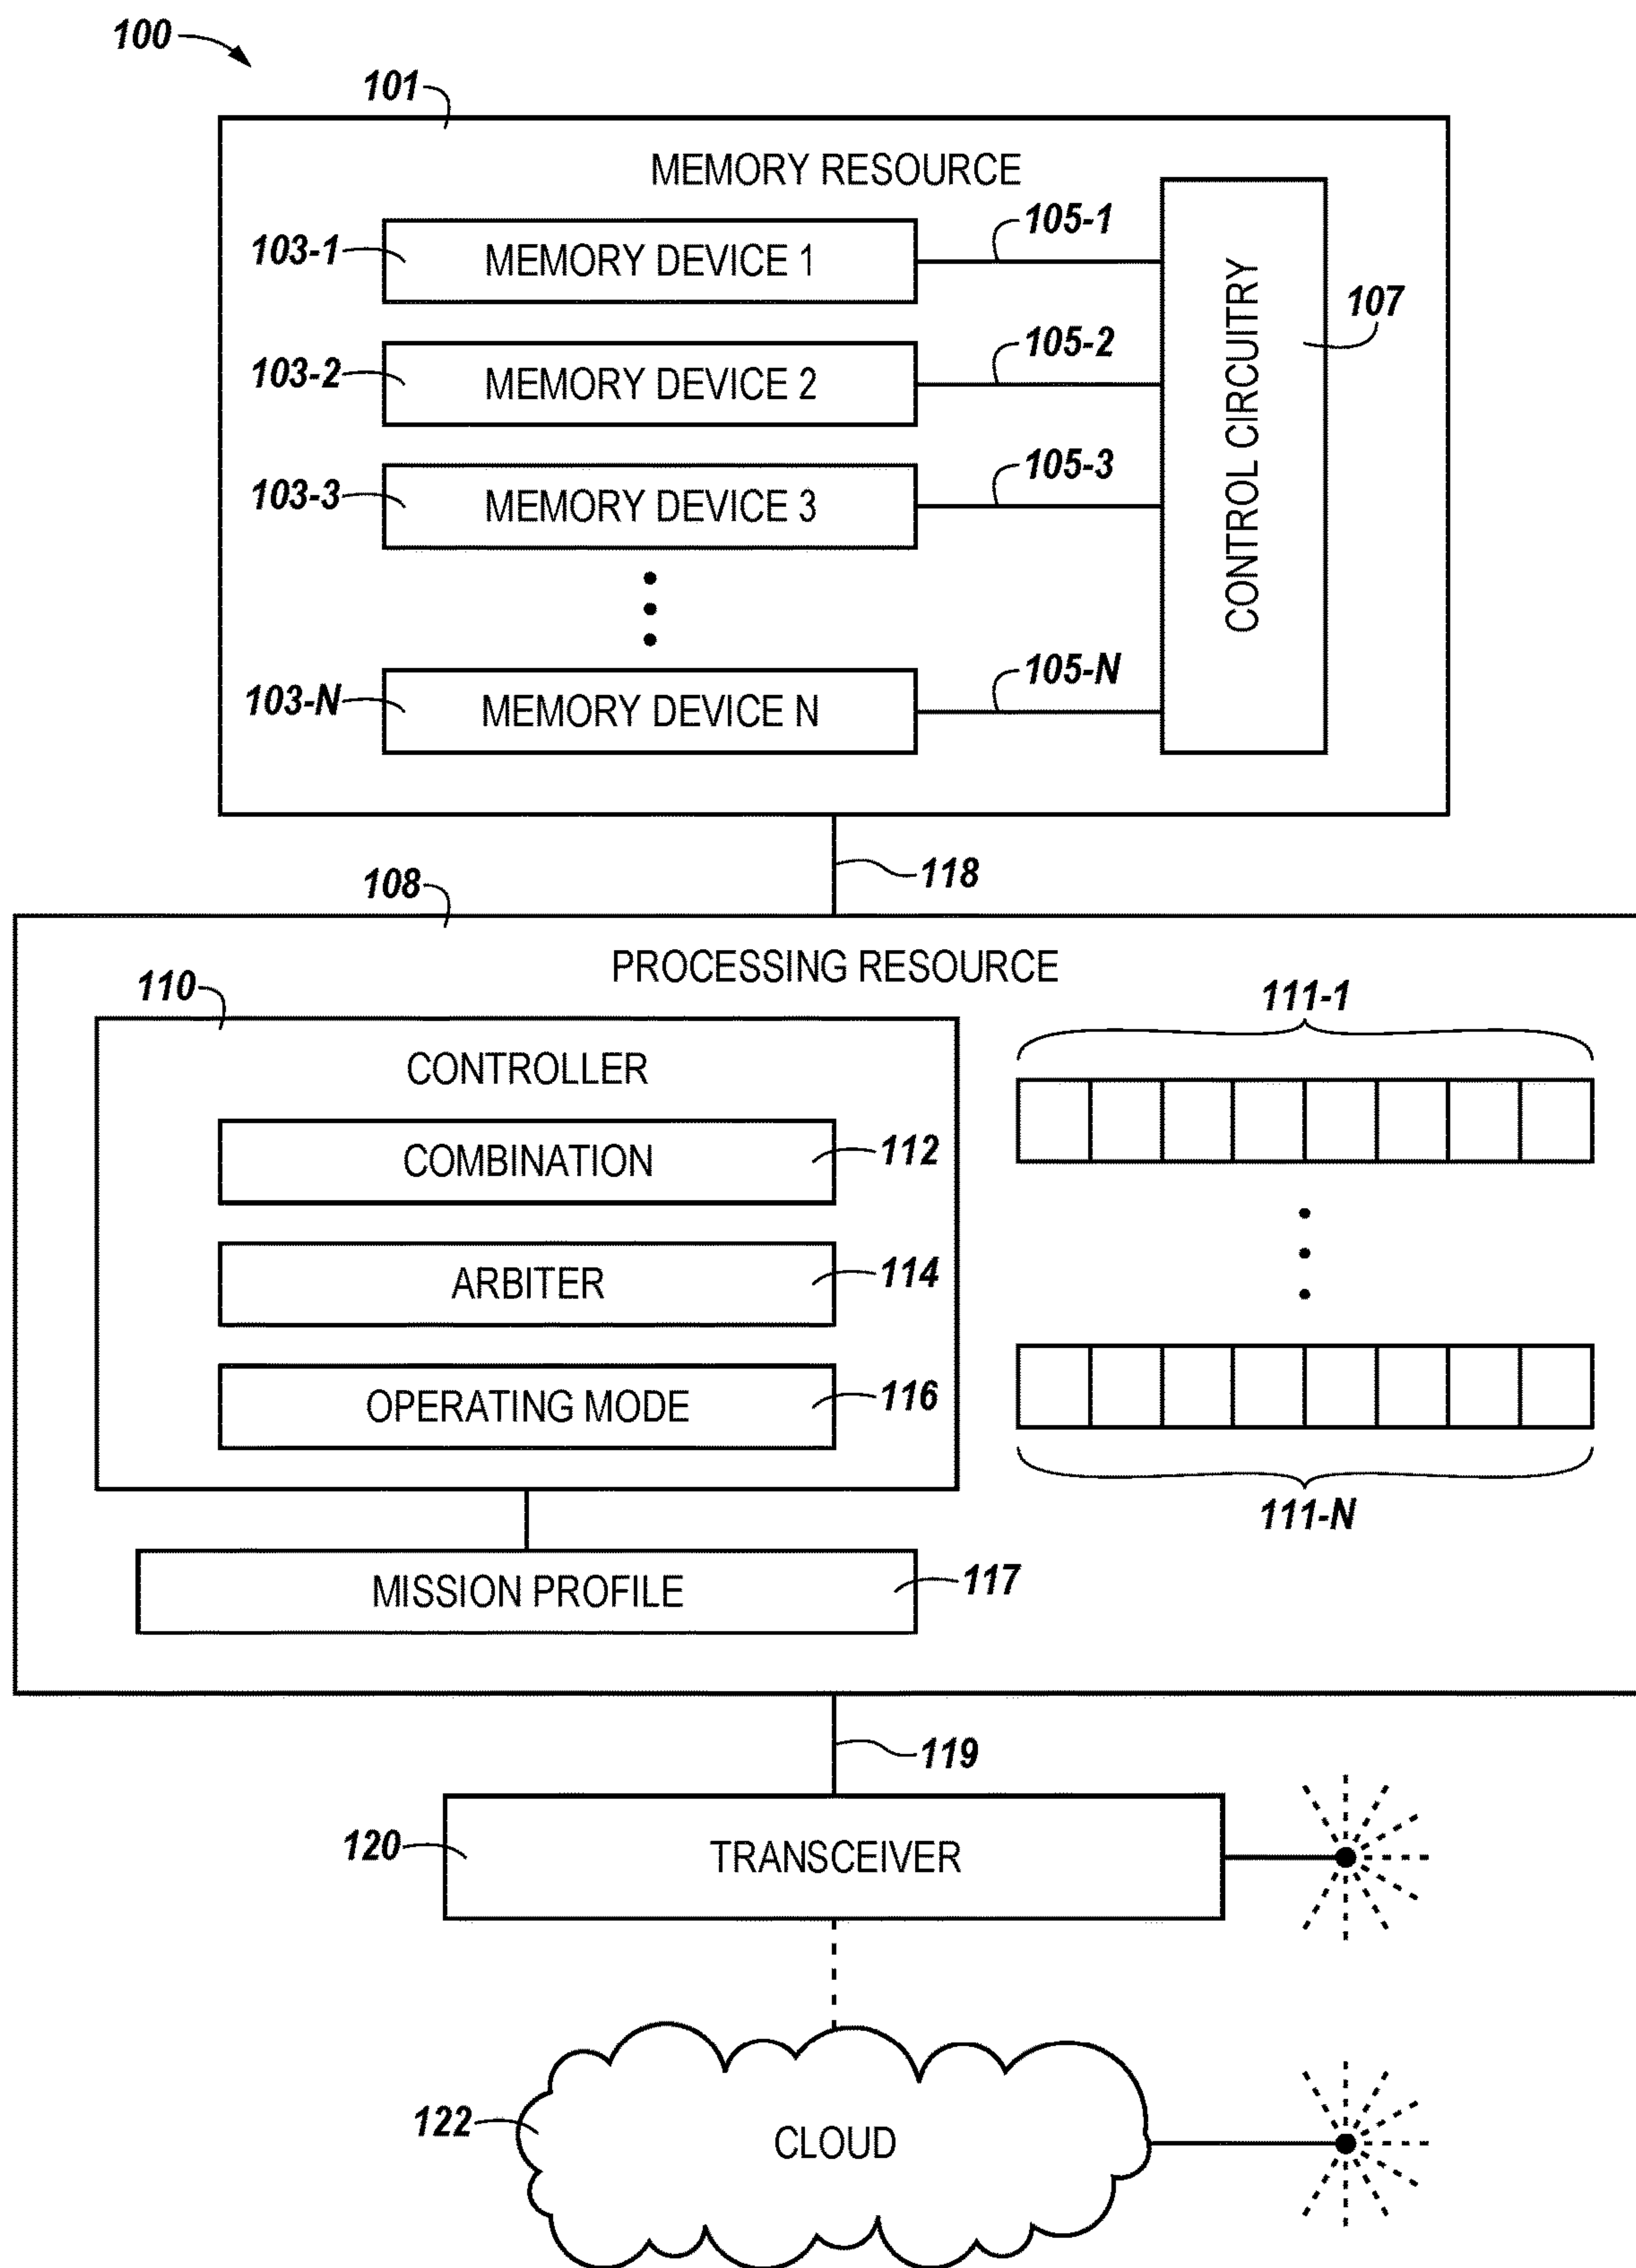 100
101
MEMORY RESOURCE
103-1 MEMORY DEVICE 1 105-1
103-2 MEMORY DEVICE 2 105-2
103-3 MEMORY DEVICE 3 105-3
103-N MEMORY DEVICE N 105-N
CONTROL CIRCUITRY
107
118
108
PROCESSING RESOURCE
110
CONTROLLER
COMBINATION 112
ARBITER 114
OPERATING MODE 116
111-1
111-N
MISSION PROFILE 117
119
120 TRANSCEIVER
122 CLOUD